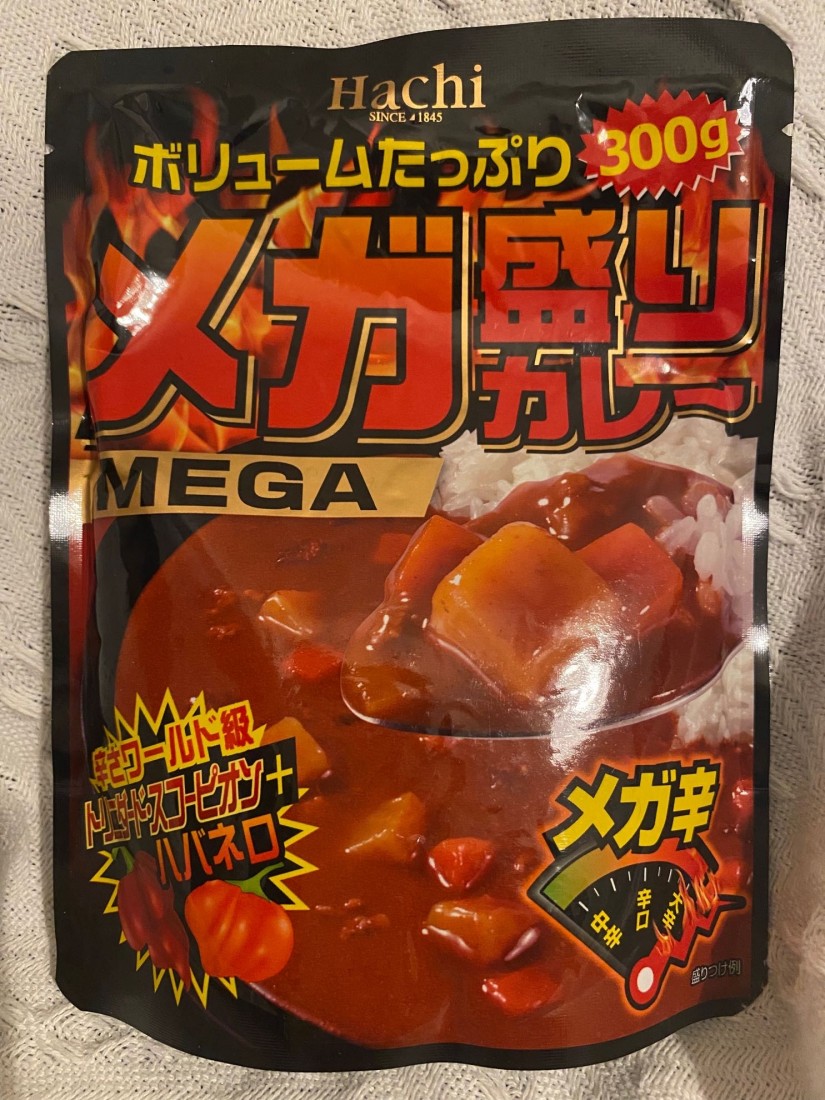 Hachi
SINCE 1845
ボリュームたっぷり
300g
メガ盛り
カレー
MEGA
辛さワールド級
トリニダード・スコーピオン+
ハバネロ
メガ辛
中辛
辛口
大辛
盛りつけ例